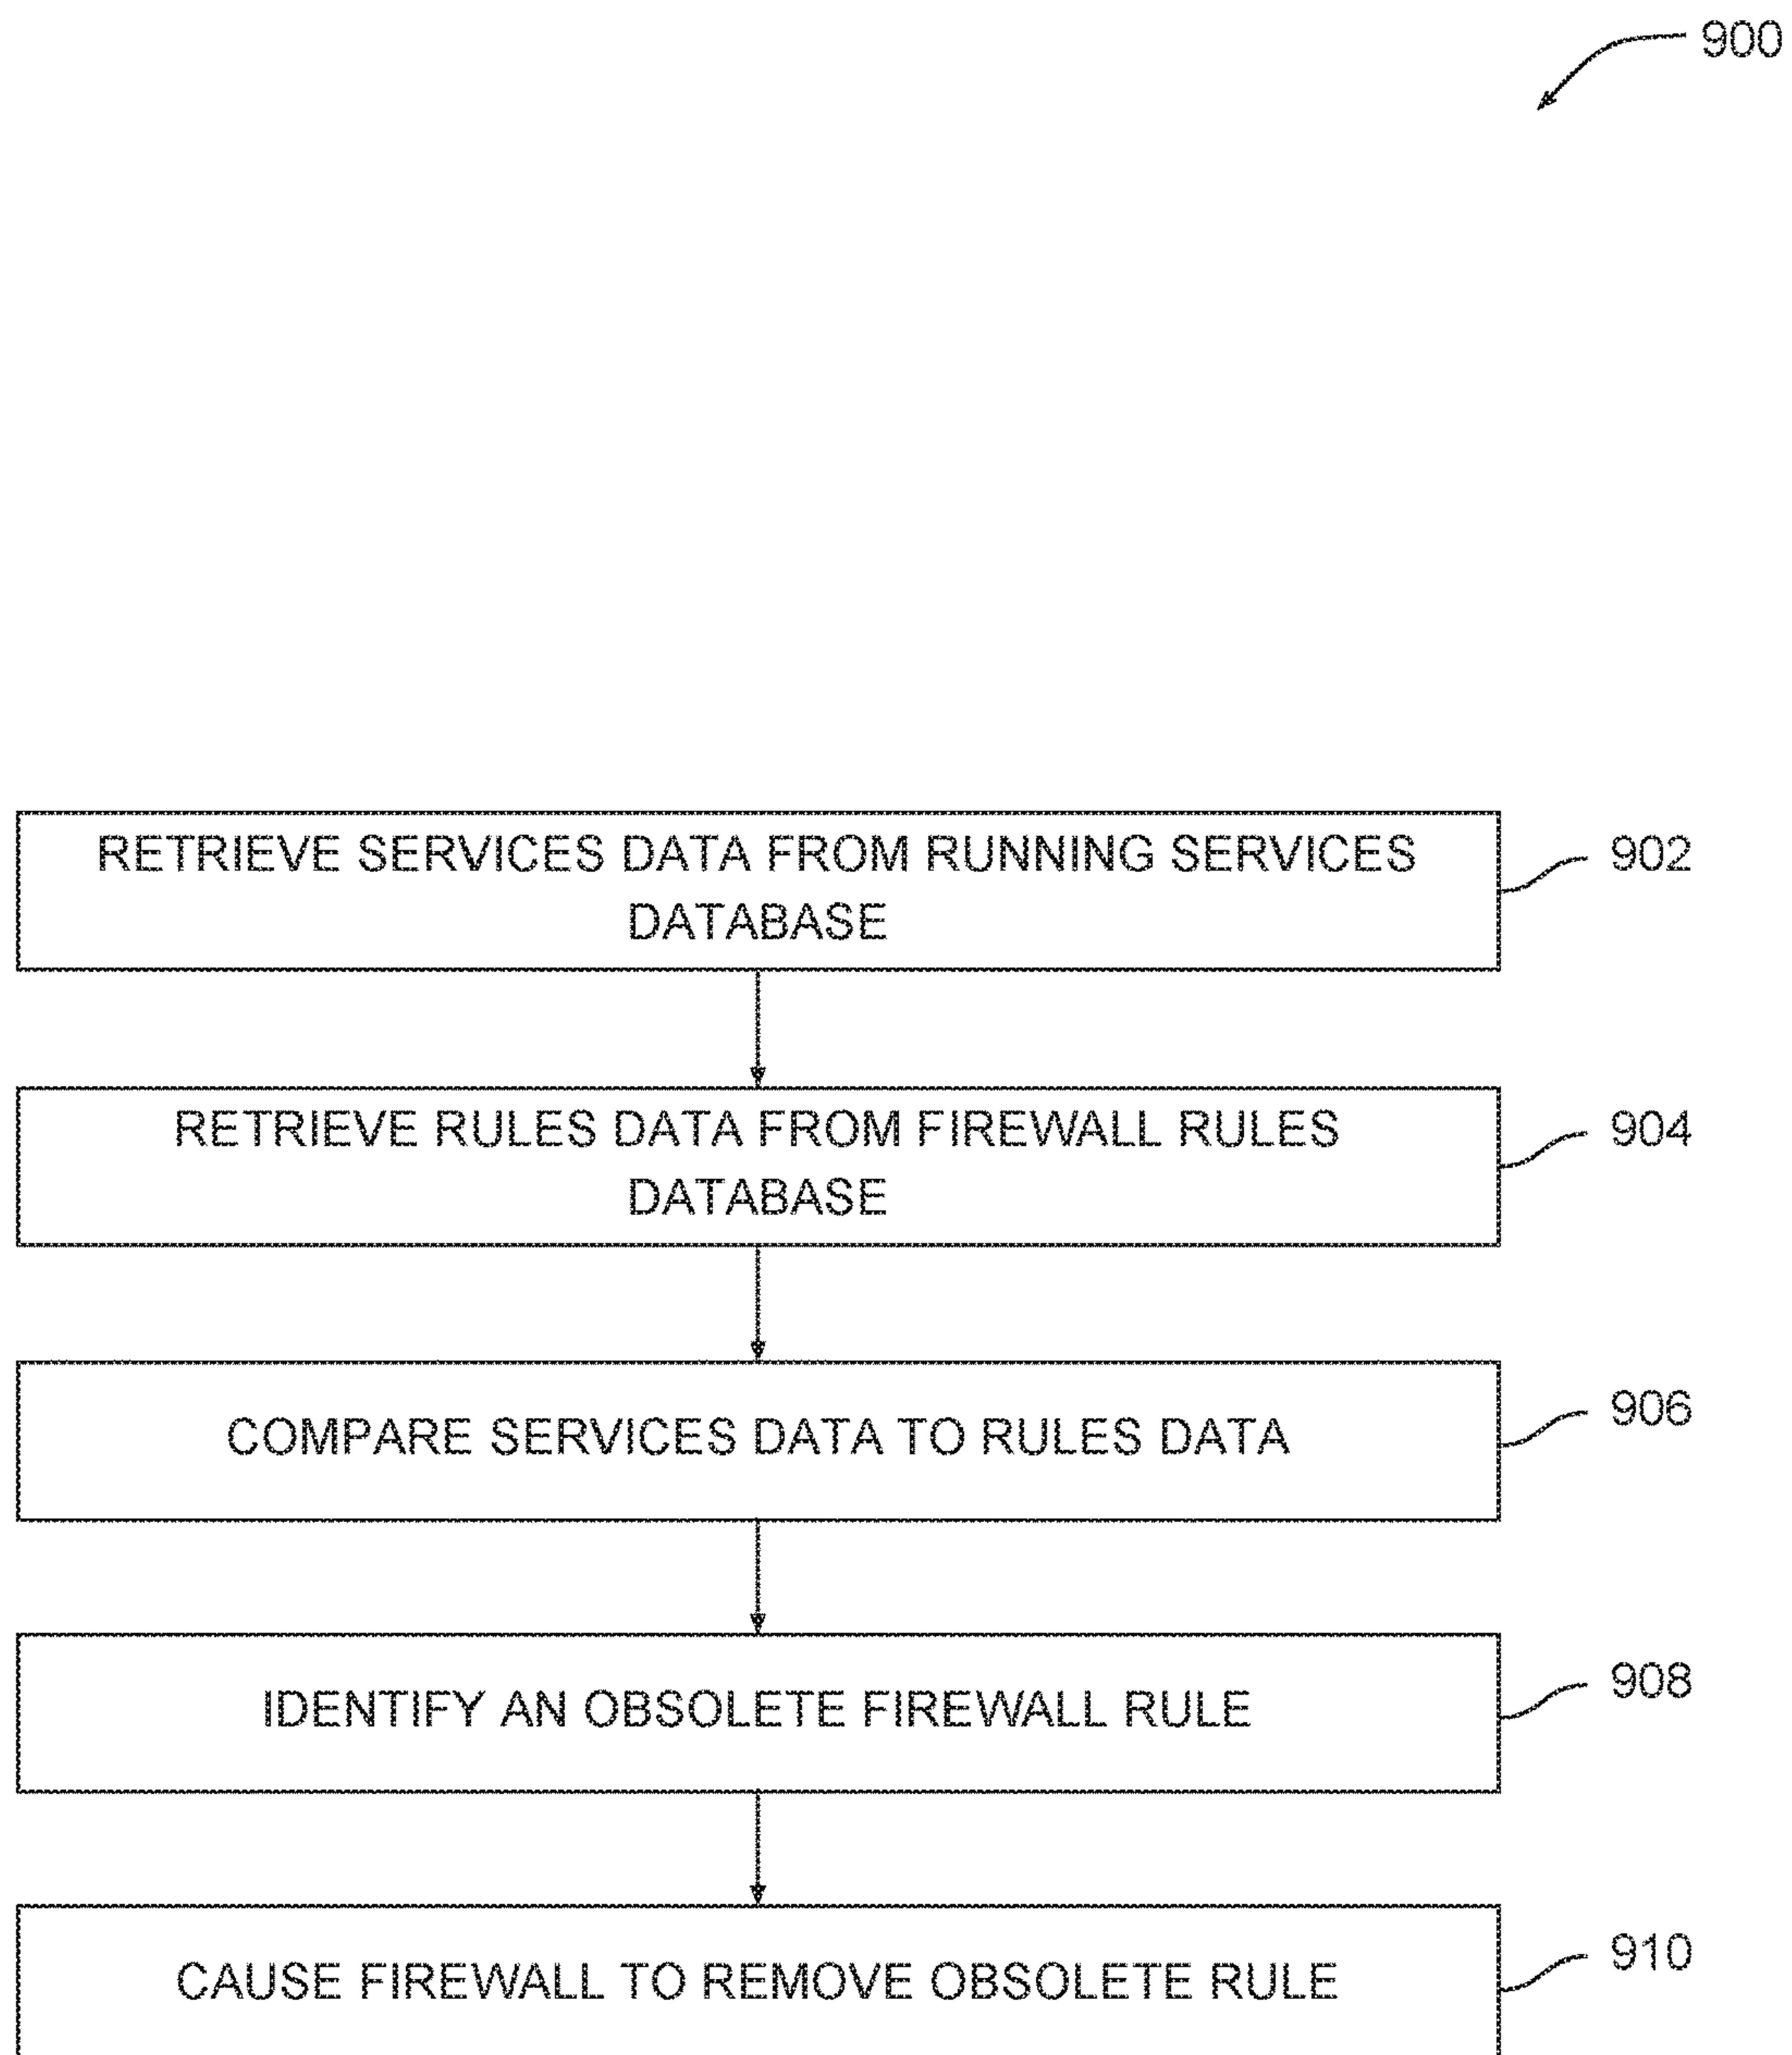 900
RETRIEVE SERVICES DATA FROM RUNNING SERVICES
DATABASE
902
RETRIEVE RULES DATA FROM FIREWALL RULES
DATABASE
904
COMPARE SERVICES DATA TO RULES DATA
906
IDENTIFY AN OBSOLETE FIREWALL RULE
908
CAUSE FIREWALL TO REMOVE OBSOLETE RULE
910